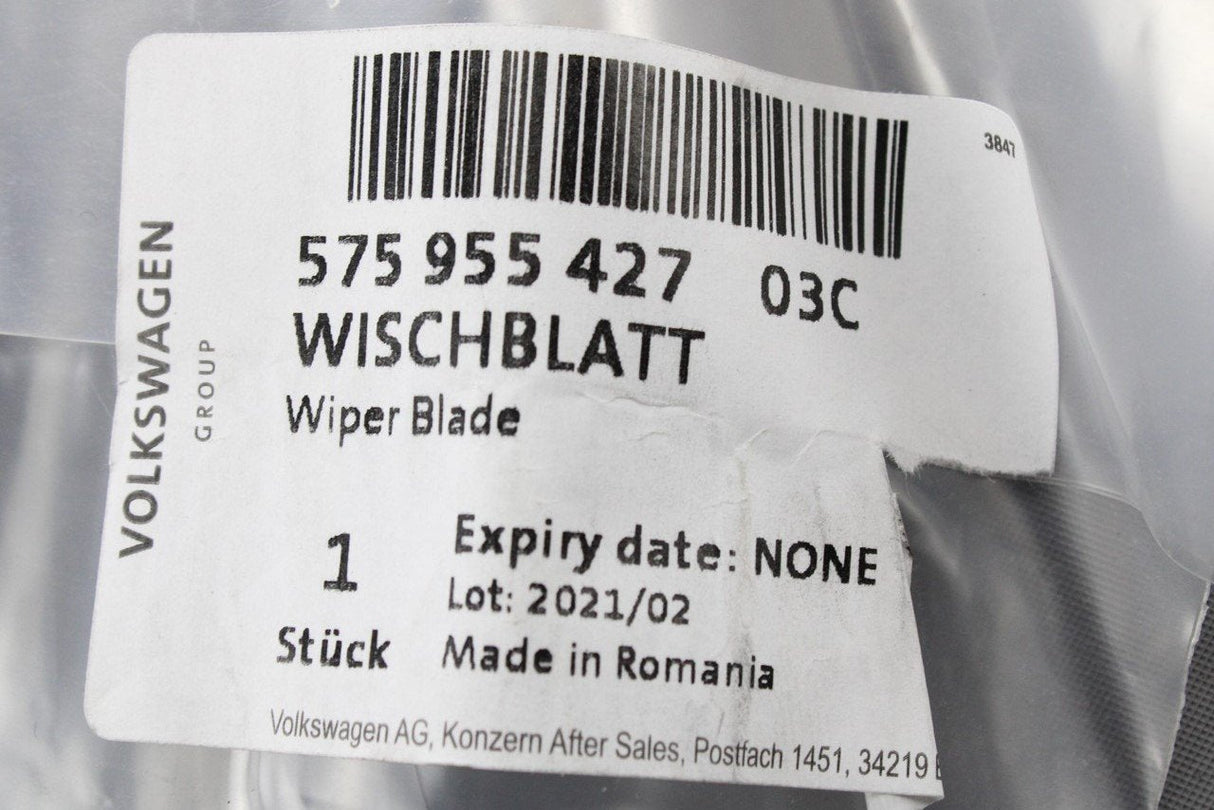 3847
575 955 427 03C
WISCHBLATT
Wiper Blade
1
Stück
Expiry date: NONE
Lot: 2021/02
Made in Romania
Volkswagen AG, Konzern After Sales, Postfach 1451, 34219
VOLKSWAGEN
GROUP